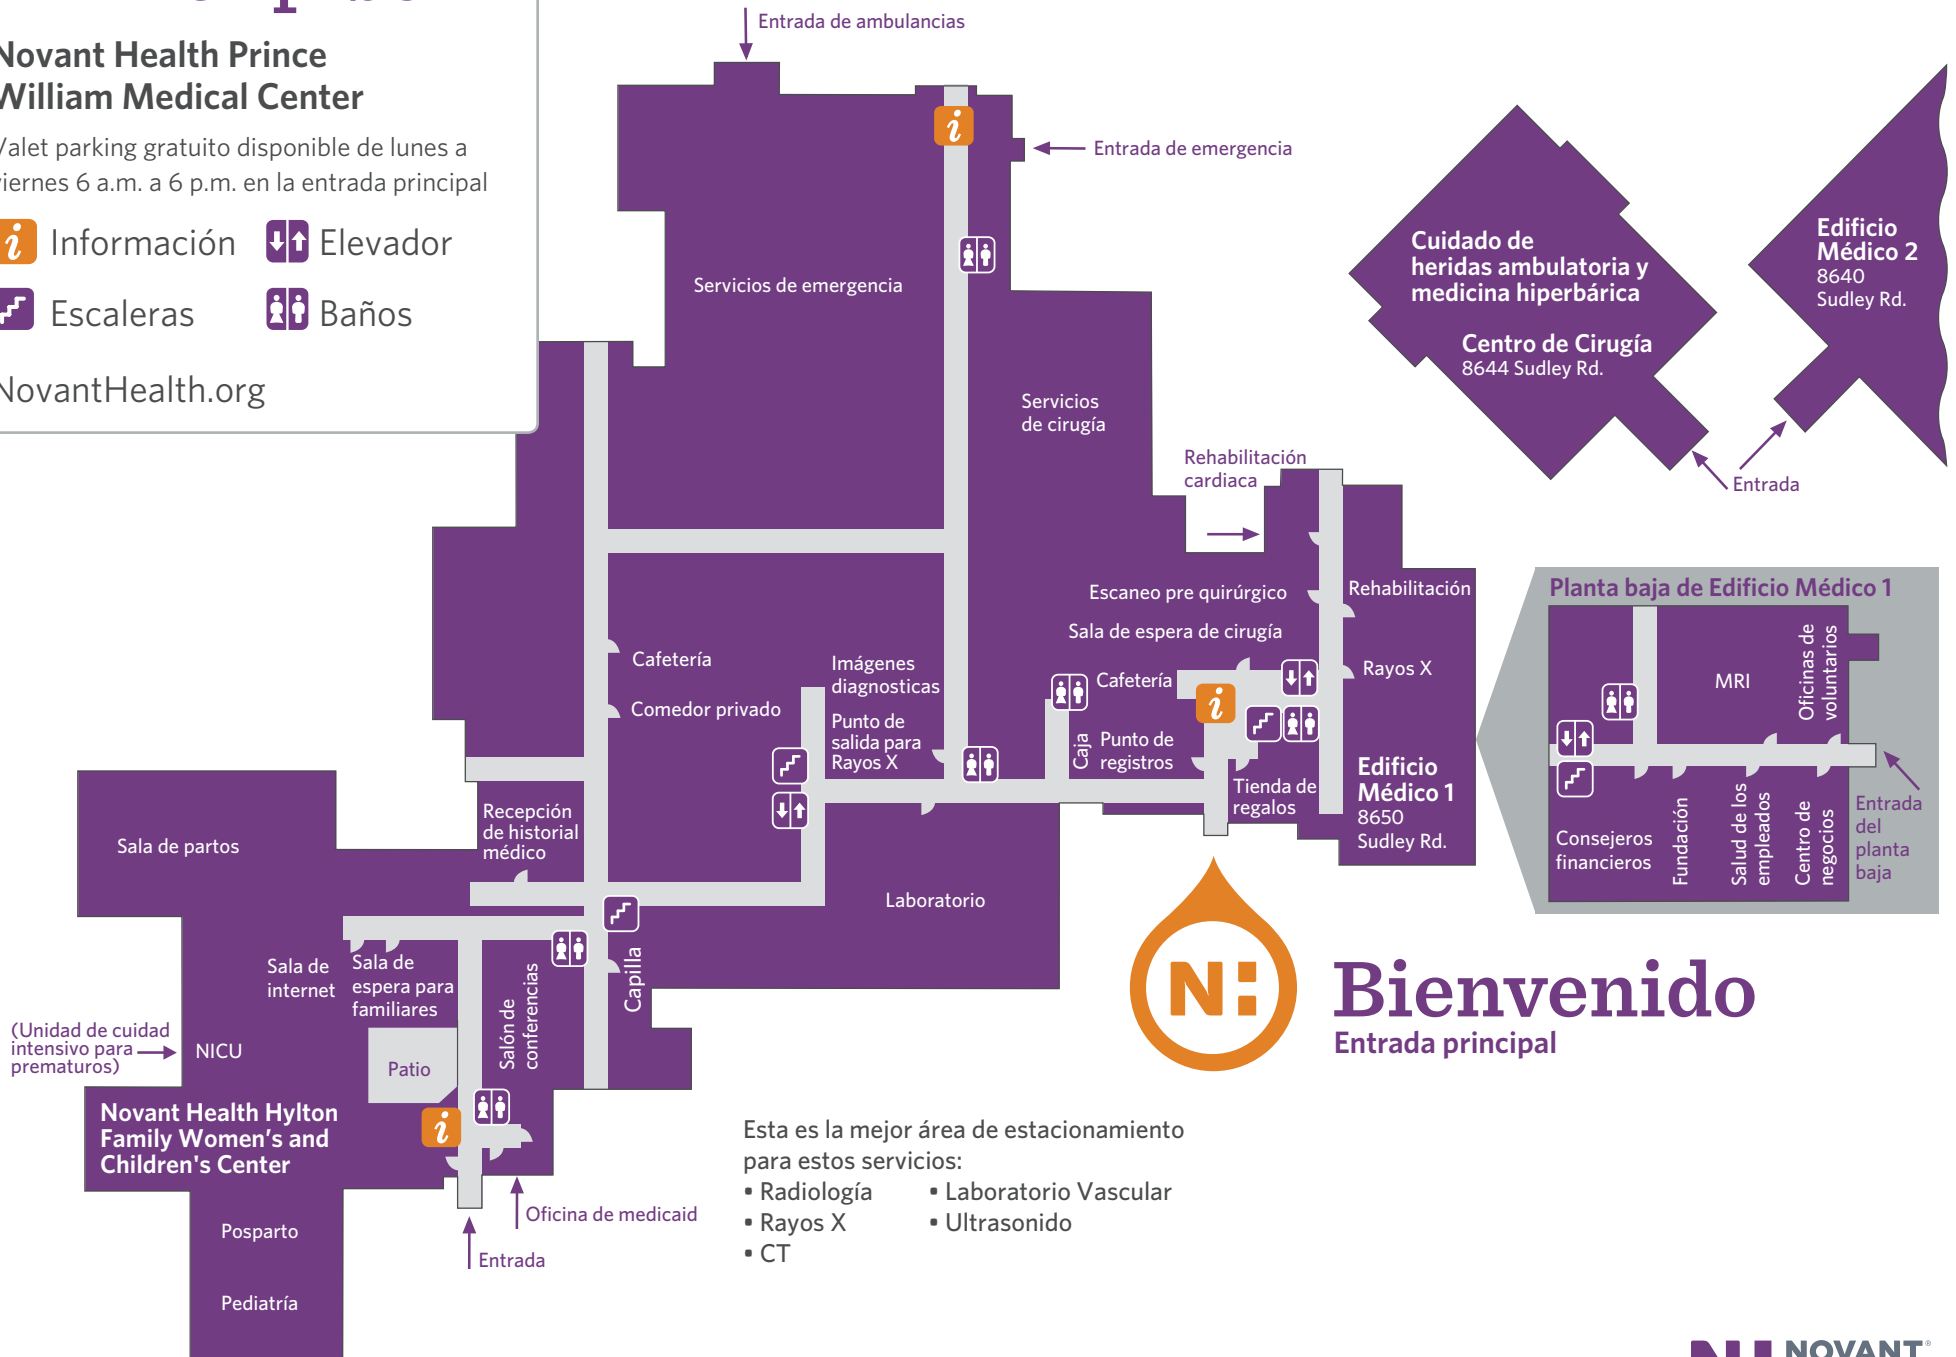 Novant Health Prince
William Medical Center
Valet parking gratuito disponible de lunes a
viernes 6 a.m. a 6 p.m. en la entrada principal
i Información
Elevador
Escaleras
Baños
NovantHealth.org
Entrada de ambulancias
i
Entrada de emergencia
Servicios de emergencia
Servicios
de cirugía
Cuidado de
heridas ambulatoria y
medicina hiperbárica
Centro de Cirugía
8644 Sudley Rd.
Edificio
Médico 2
8640
Sudley Rd.
Entrada
Rehabilitación
cardiaca
Escaneo pre quirúrgico
Rehabilitación
Sala de espera de cirugía
Cafetería
Rayos X
i
Caja
Punto de
registros
Tienda de
regalos
Edificio
Médico 1
8650
Sudley Rd.
Planta baja de Edificio Médico 1
MRI
Oficinas de
voluntarios
Consejeros
financieros
Fundación
Salud de los
empleados
Centro de
negocios
Entrada
del
planta
baja
Cafetería
Comedor privado
Imágenes
diagnosticas
Punto de
salida para
Rayos X
Recepción
de historial
médico
Laboratorio
Sala de partos
Sala de
internet
Sala de
espera para
familiares
Salón de
conferencias
Capilla
(Unidad de cuidad
intensivo para
prematuros)
NICU
Patio
Novant Health Hylton
Family Women's and
Children's Center
i
Posparto
Pediatría
Oficina de medicaid
Entrada
N:
Bienvenido
Entrada principal
Esta es la mejor área de estacionamiento
para estos servicios:
▪ Radiología
▪ Rayos X
▪ CT
▪ Laboratorio Vascular
▪ Ultrasonido
NOVANT®